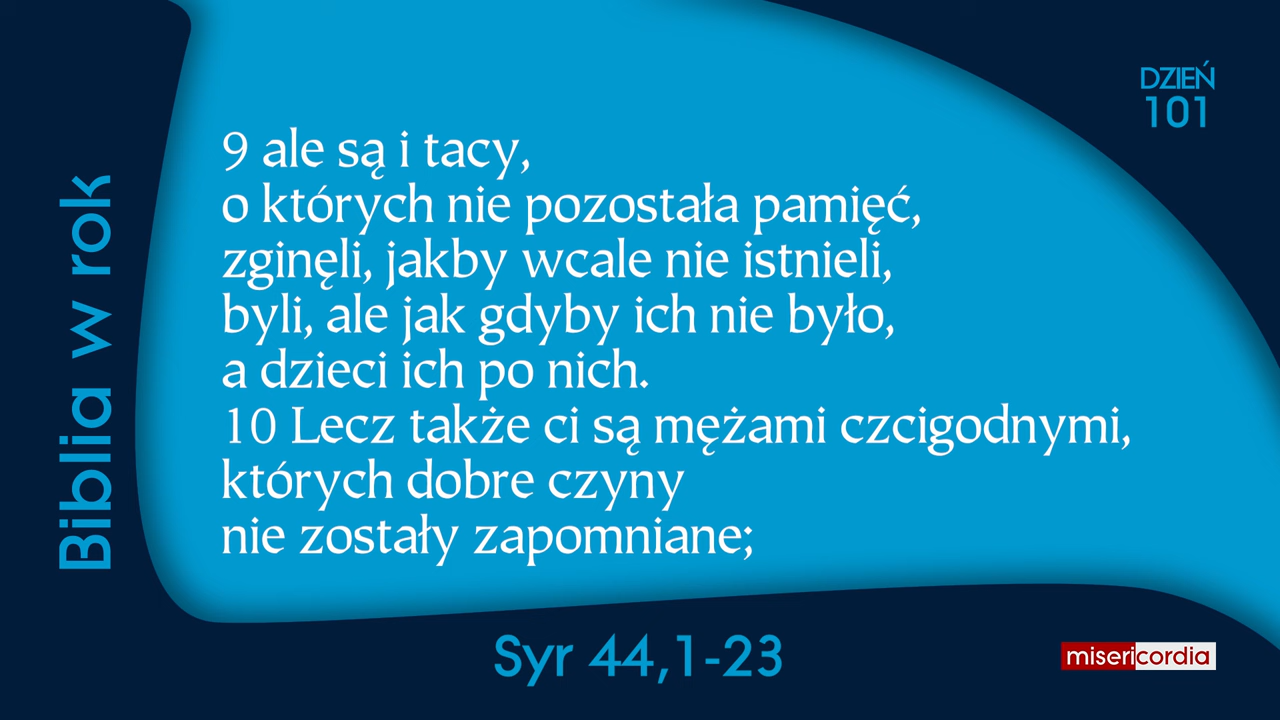 DZIEŃ
101
Biblia w rok
9 ale są i tacy,
o których nie pozostała pamięć,
zginęli, jakby wcale nie istnieli,
byli, ale jak gdyby ich nie było,
a dzieci ich po nich.
10 Lecz także ci są mężami czcigodnymi,
których dobre czyny
nie zostały zapomniane;
Syr 44,1-23
misericordia